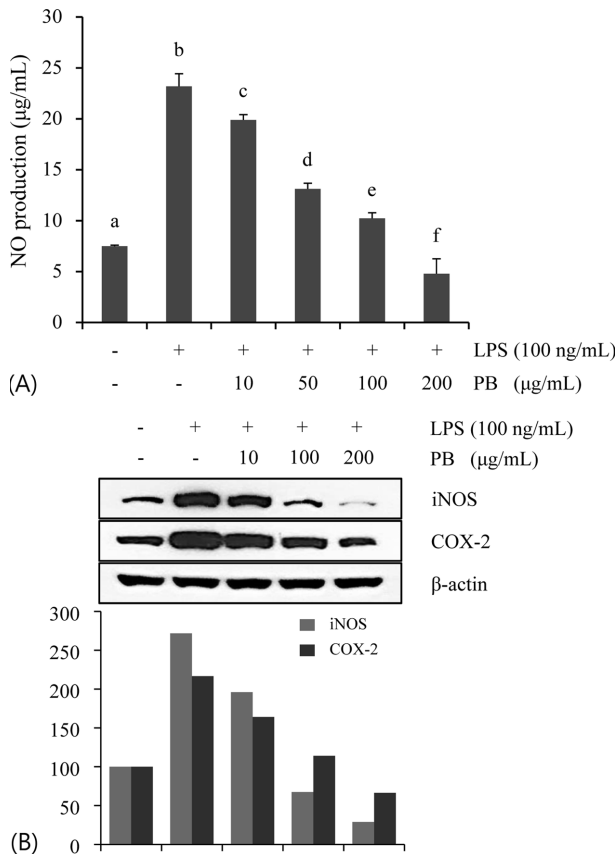 30
25
20
15
10
5
0
NO production (μg/mL)
a
b
c
d
e
f
- + + + + + LPS (100 ng/mL)
(A) - - 10 50 100 200 PB (μg/mL)
- + + + + LPS (100 ng/mL)
- - 10 100 200 PB (μg/mL)
iNOS
COX-2
β-actin
300
250
200
150
100
50
0
iNOS
COX-2
(B)